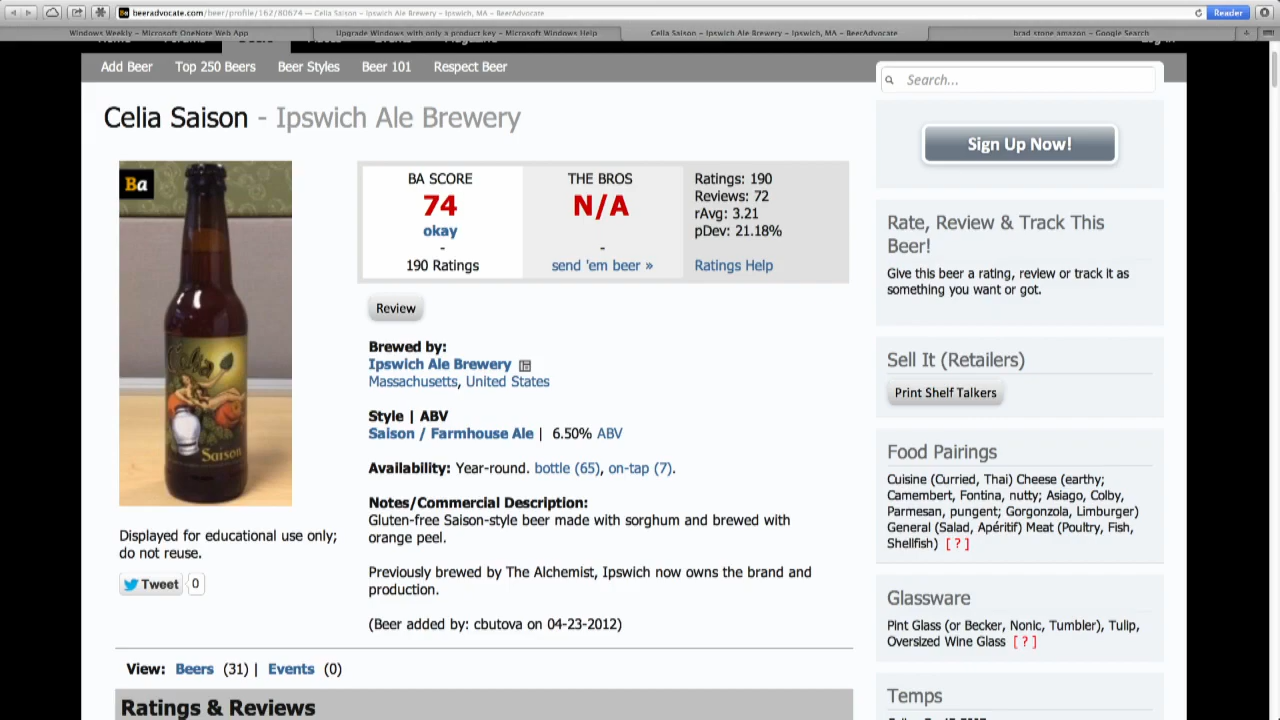 beeradvocate.com/beer/profile/162/80674 — Celia Saison - Ipswich Ale Brewery - Ipswich, MA - BeerAdvocate
Reader
Windows Weekly - Microsoft OneNote Web App
Upgrade Windows with only a product key - Microsoft Windows Help
Celia Saison - Ipswich Ale Brewery - Ipswich, MA - BeerAdvocate
brad stone amazon - Google Search
Add Beer
Top 250 Beers
Beer Styles
Beer 101
Respect Beer
Search...
Celia Saison - Ipswich Ale Brewery
Sign Up Now!
Ba
Celia
Saison
BA SCORE
74
okay
-
190 Ratings
THE BROS
N/A
-
send 'em beer »
Ratings: 190
Reviews: 72
rAvg: 3.21
pDev: 21.18%
Ratings Help
Review
Brewed by:
Ipswich Ale Brewery
Massachusetts, United States
Style | ABV
Saison / Farmhouse Ale | 6.50% ABV
Availability: Year-round. bottle (65), on-tap (7).
Notes/Commercial Description:
Gluten-free Saison-style beer made with sorghum and brewed with
orange peel.
Previously brewed by The Alchemist, Ipswich now owns the brand and
production.
(Beer added by: cbutova on 04-23-2012)
Displayed for educational use only;
do not reuse.
Tweet 0
View: Beers (31) | Events (0)
Ratings & Reviews
Rate, Review & Track This
Beer!
Give this beer a rating, review or track it as
something you want or got.
Sell It (Retailers)
Print Shelf Talkers
Food Pairings
Cuisine (Curried, Thai) Cheese (earthy;
Camembert, Fontina, nutty; Asiago, Colby,
Parmesan, pungent; Gorgonzola, Limburger)
General (Salad, Apéritif) Meat (Poultry, Fish,
Shellfish) [ ? ]
Glassware
Pint Glass (or Becker, Nonic, Tumbler), Tulip,
Oversized Wine Glass [ ? ]
Temps